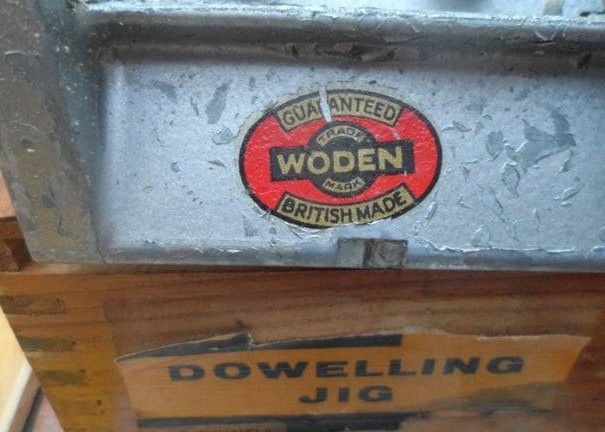 GUARANTEED
TRADE
WODEN
MARK
BRITISH MADE
DOWELLING
JIG